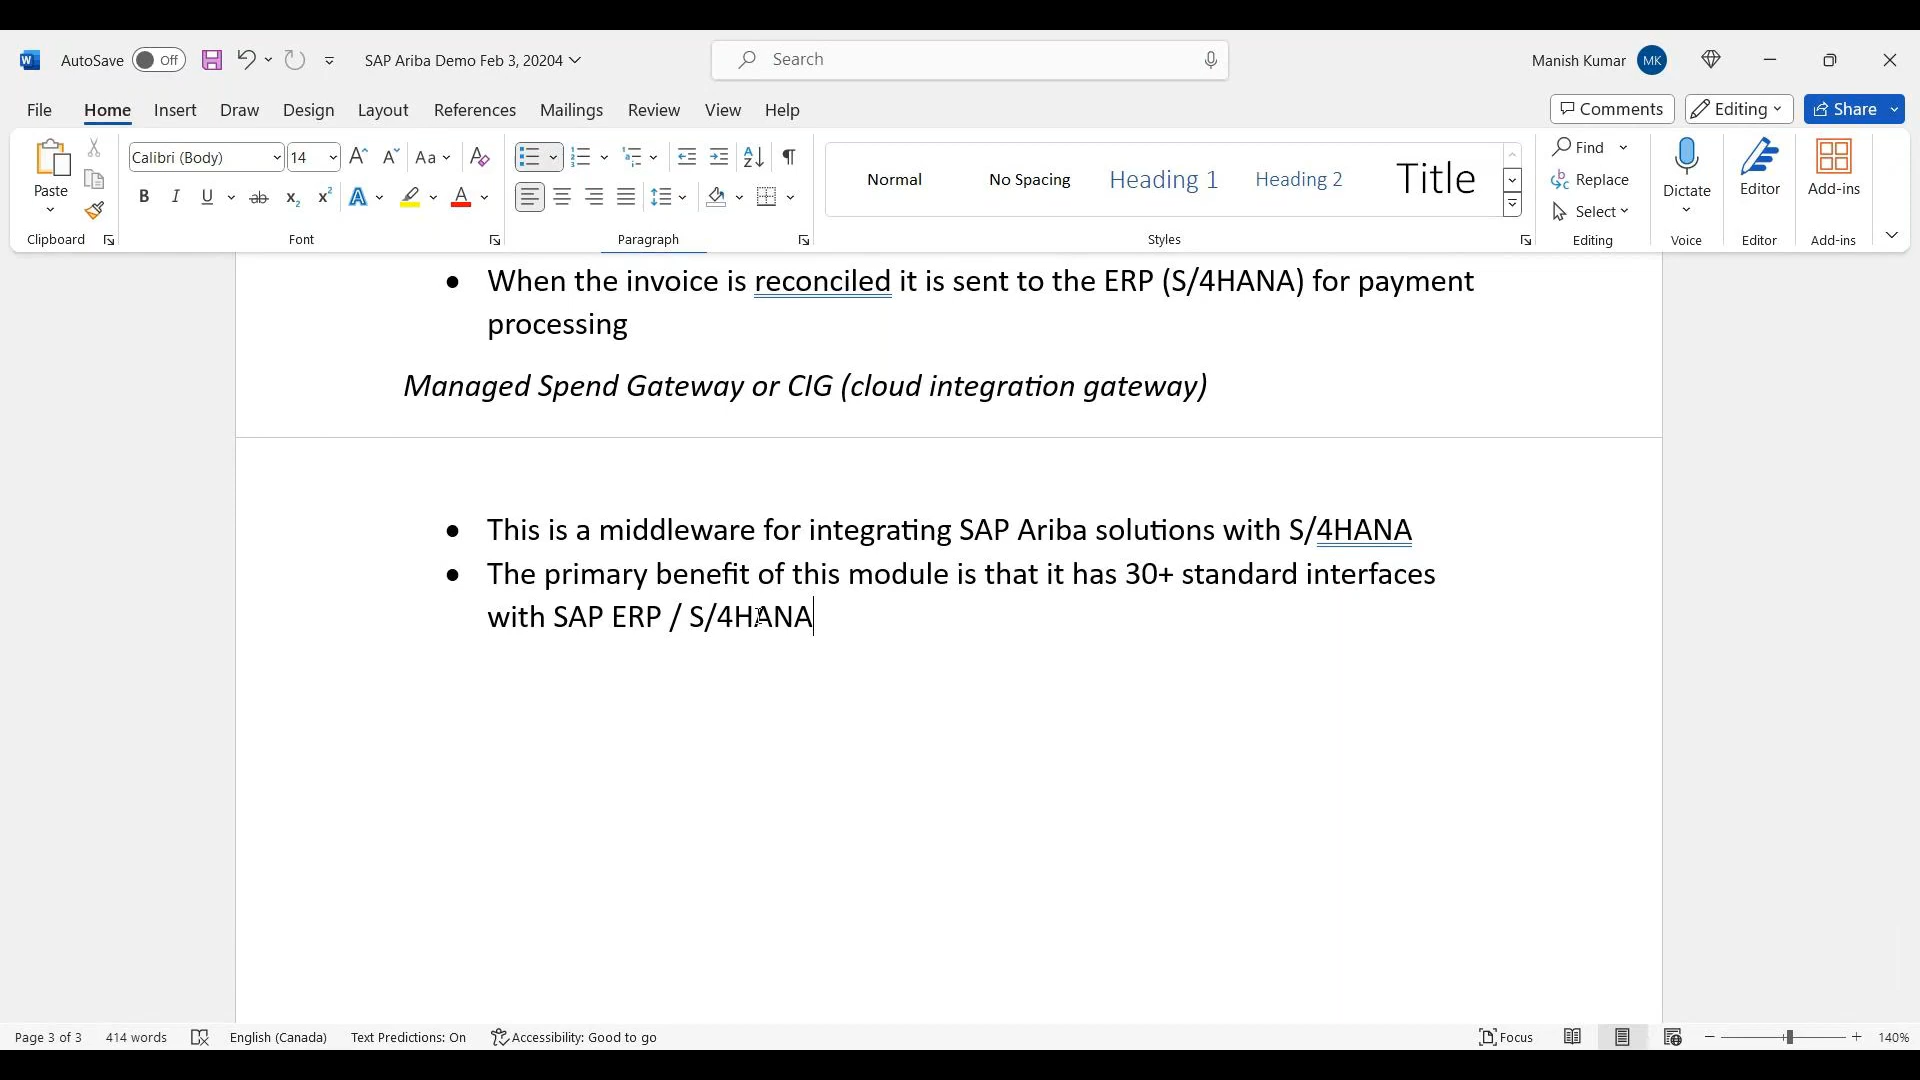 AutoSave Off SAP Ariba Demo Feb 3, 20204 Search Manish Kumar MK
File Home Insert Draw Design Layout References Mailings Review View Help Comments Editing Share
Paste Calibri (Body) 14 Aa Normal No Spacing Heading 1 Heading 2 Title Find Replace Select Dictate Editor Add-ins
Clipboard Font Paragraph Styles Editing Voice Editor Add-ins
• When the invoice is reconciled it is sent to the ERP (S/4HANA) for payment
processing
Managed Spend Gateway or CIG (cloud integration gateway)
• This is a middleware for integrating SAP Ariba solutions with S/4HANA
• The primary benefit of this module is that it has 30+ standard interfaces
with SAP ERP / S/4HANA
Page 3 of 3 414 words English (Canada) Text Predictions: On Accessibility: Good to go Focus 140%